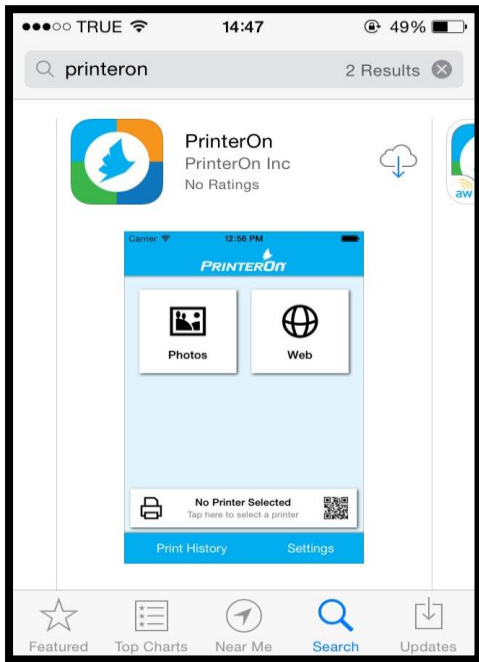 TRUE 14:47 49%
printeron 2 Results
PrinterOn
PrinterOn Inc
No Ratings
aw
Carrier 12:56 PM
PRINTERON
Photos Web
No Printer Selected
Tap here to select a printer
Print History Settings
Featured Top Charts Near Me Search Updates